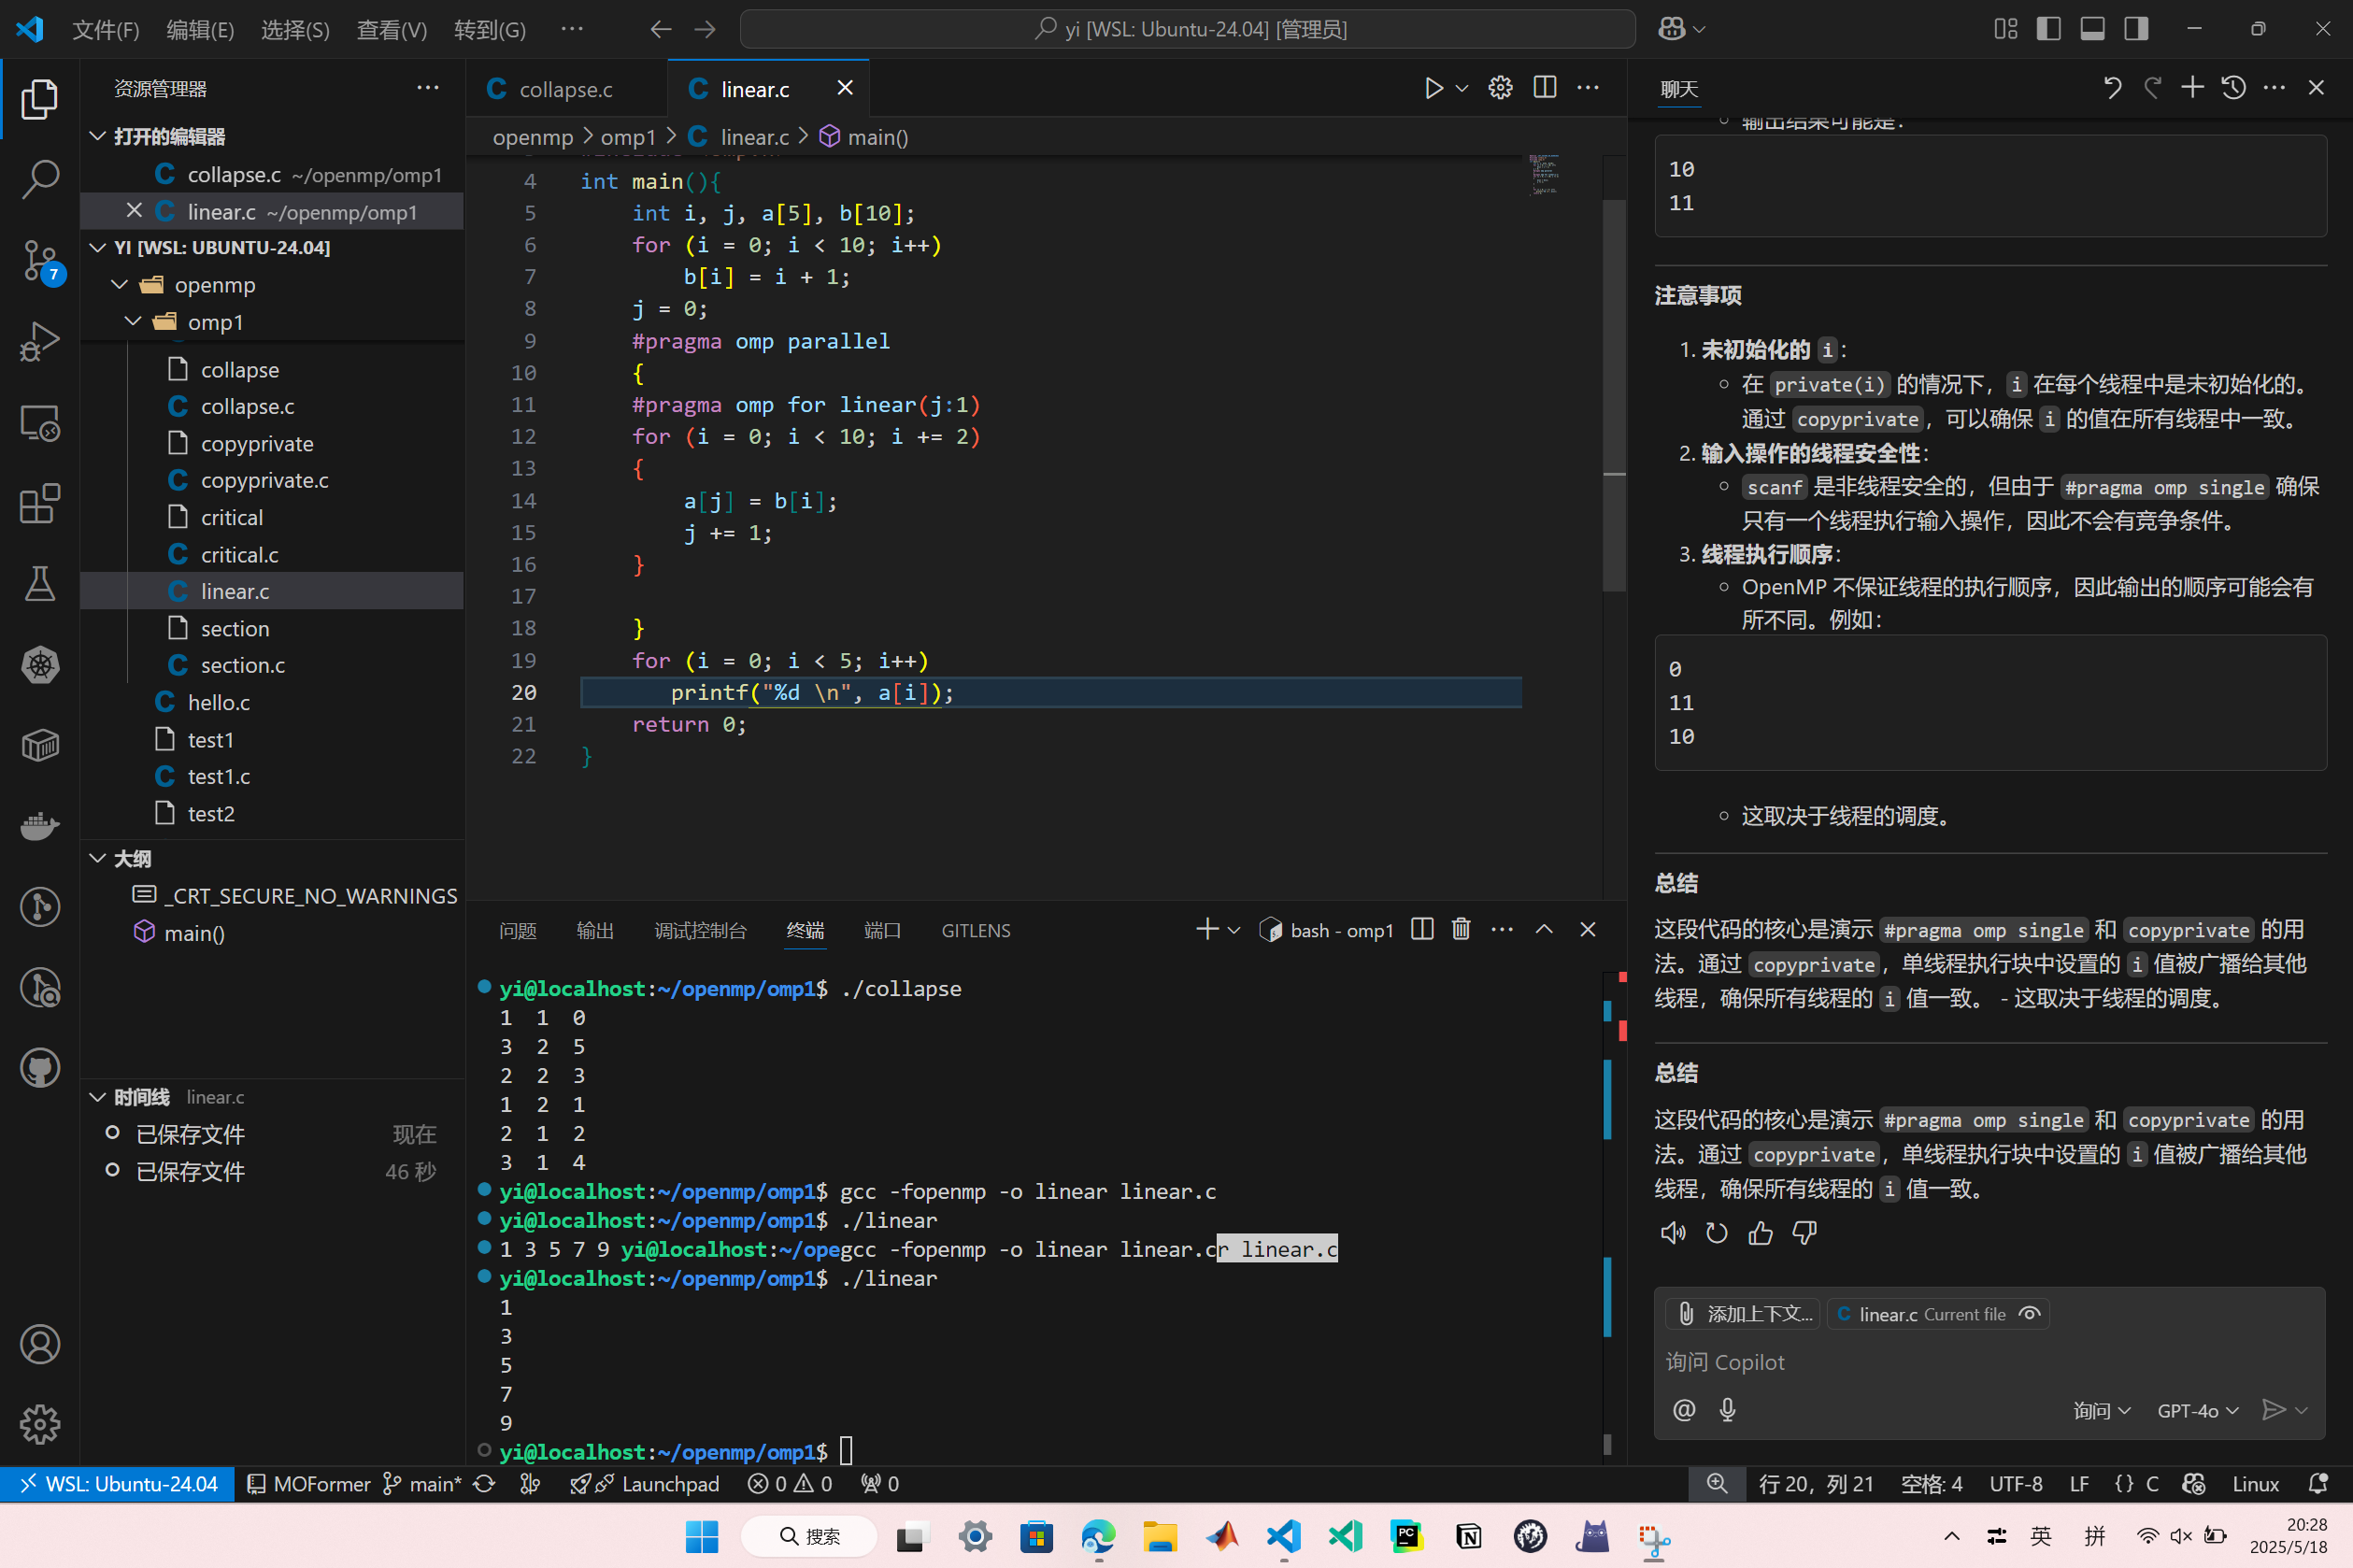 文件(F) 编辑(E) 选择(S) 查看(V) 转到(G) ··· yi [WSL: Ubuntu-24.04] [管理员]
资源管理器
打开的编辑器
collapse.c ~/openmp/omp1
linear.c ~/openmp/omp1
YI [WSL: UBUNTU-24.04]
openmp
omp1
collapse
collapse.c
copyprivate
copyprivate.c
critical
critical.c
linear.c
section
section.c
hello.c
test1
test1.c
test2
大纲
_CRT_SECURE_NO_WARNINGS
main()
时间线 linear.c
已保存文件 现在
已保存文件 46 秒
7
collapse.c linear.c
openmp > omp1 > C linear.c > main()
4 int main(){
5 int i, j, a[5], b[10];
6 for (i = 0; i < 10; i++)
7 b[i] = i + 1;
8 j = 0;
9 #pragma omp parallel
10 {
11 #pragma omp for linear(j:1)
12 for (i = 0; i < 10; i += 2)
13 {
14 a[j] = b[i];
15 j += 1;
16 }
17
18 }
19 for (i = 0; i < 5; i++)
20 printf("%d \n", a[i]);
21 return 0;
22 }
问题 输出 调试控制台 终端 端口 GITLENS bash - omp1
yi@localhost:~/openmp/omp1$ ./collapse
1 1 0
3 2 5
2 2 3
1 2 1
2 1 2
3 1 4
yi@localhost:~/openmp/omp1$ gcc -fopenmp -o linear linear.c
yi@localhost:~/openmp/omp1$ ./linear
1 3 5 7 9 yi@localhost:~/opegcc -fopenmp -o linear linear.cr linear.c
yi@localhost:~/openmp/omp1$ ./linear
1
3
5
7
9
yi@localhost:~/openmp/omp1$
聊天
输出结果可能是:
10
11
注意事项
1. 未初始化的 i:
在 private(i) 的情况下，i 在每个线程中是未初始化的。
通过 copyprivate，可以确保 i 的值在所有线程中一致。
2. 输入操作的线程安全性:
scanf 是非线程安全的，但由于 #pragma omp single 确保
只有一个线程执行输入操作，因此不会有竞争条件。
3. 线程执行顺序:
OpenMP 不保证线程的执行顺序，因此输出的顺序可能会有
所不同。例如:
0
11
10
这取决于线程的调度。
总结
这段代码的核心是演示 #pragma omp single 和 copyprivate 的用
法。通过 copyprivate，单线程执行块中设置的 i 值被广播给其他
线程，确保所有线程的 i 值一致。 - 这取决于线程的调度。
总结
这段代码的核心是演示 #pragma omp single 和 copyprivate 的用
法。通过 copyprivate，单线程执行块中设置的 i 值被广播给其他
线程，确保所有线程的 i 值一致。
添加上下文... C linear.c Current file
询问 Copilot
@ 询问 GPT-4o
WSL: Ubuntu-24.04 MOFormer main* Launchpad 0 0 0 行 20，列 21 空格: 4 UTF-8 LF {} C Linux
搜索 PC N 英 拼 20:28
2025/5/18